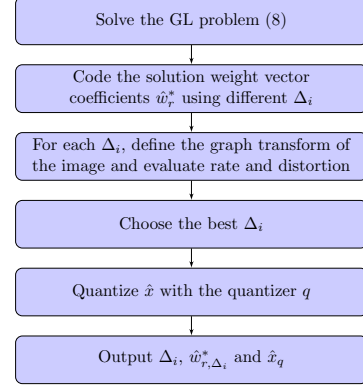 Solve the GL problem (8)
Code the solution weight vector
coefficients ŵ*_r using different Δ_i
For each Δ_i, define the graph transform of
the image and evaluate rate and distortion
Choose the best Δ_i
Quantize x̂ with the quantizer q
Output Δ_i, ŵ*_{r,Δ_i} and x̂_q